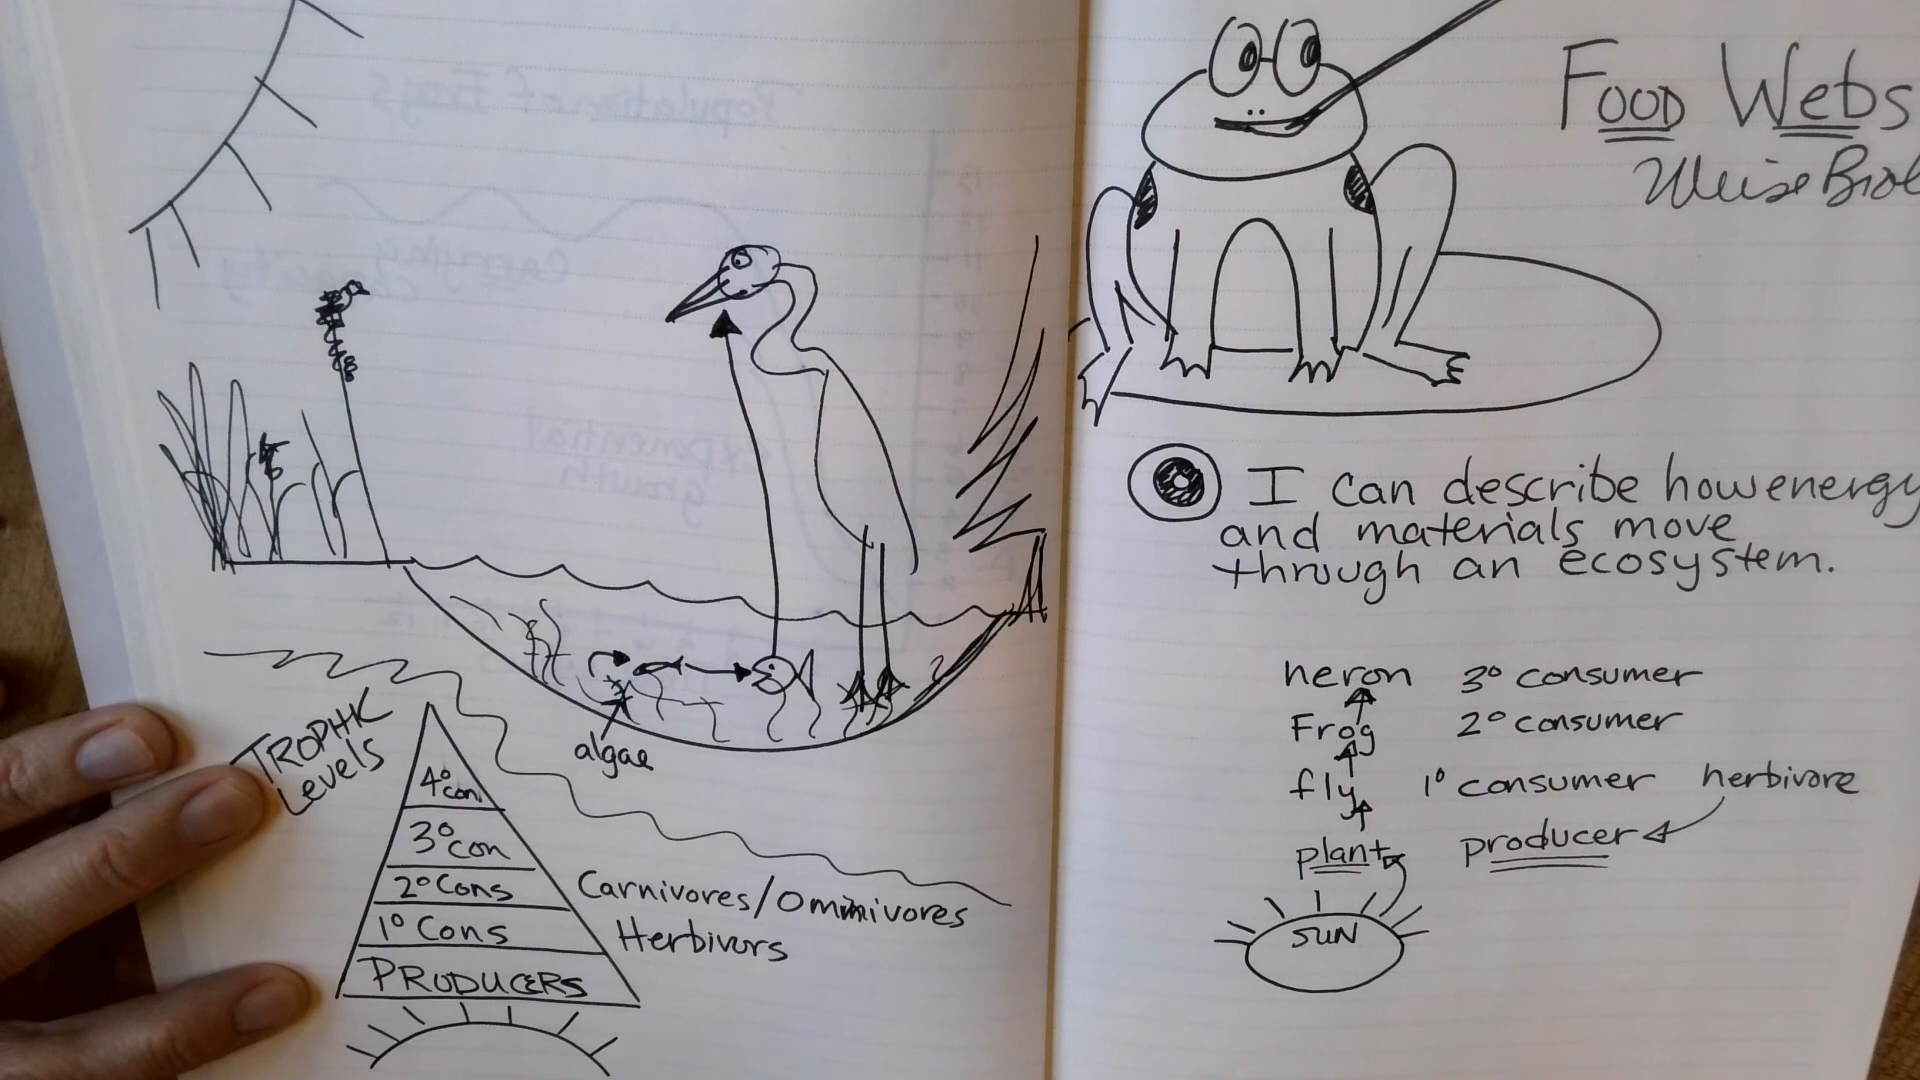 algae
TROPHIC
Levels
4° con.
3° con
2° Cons
Carnivores/Omnivores
1° Cons
Herbivurs
PRODUCERS
FOOD Webs
I can describe how energy
and materials move
through an ecosystem.
heron 3° consumer
Frog 2° consumer
fly 1° consumer herbivore
plant producer
SUN